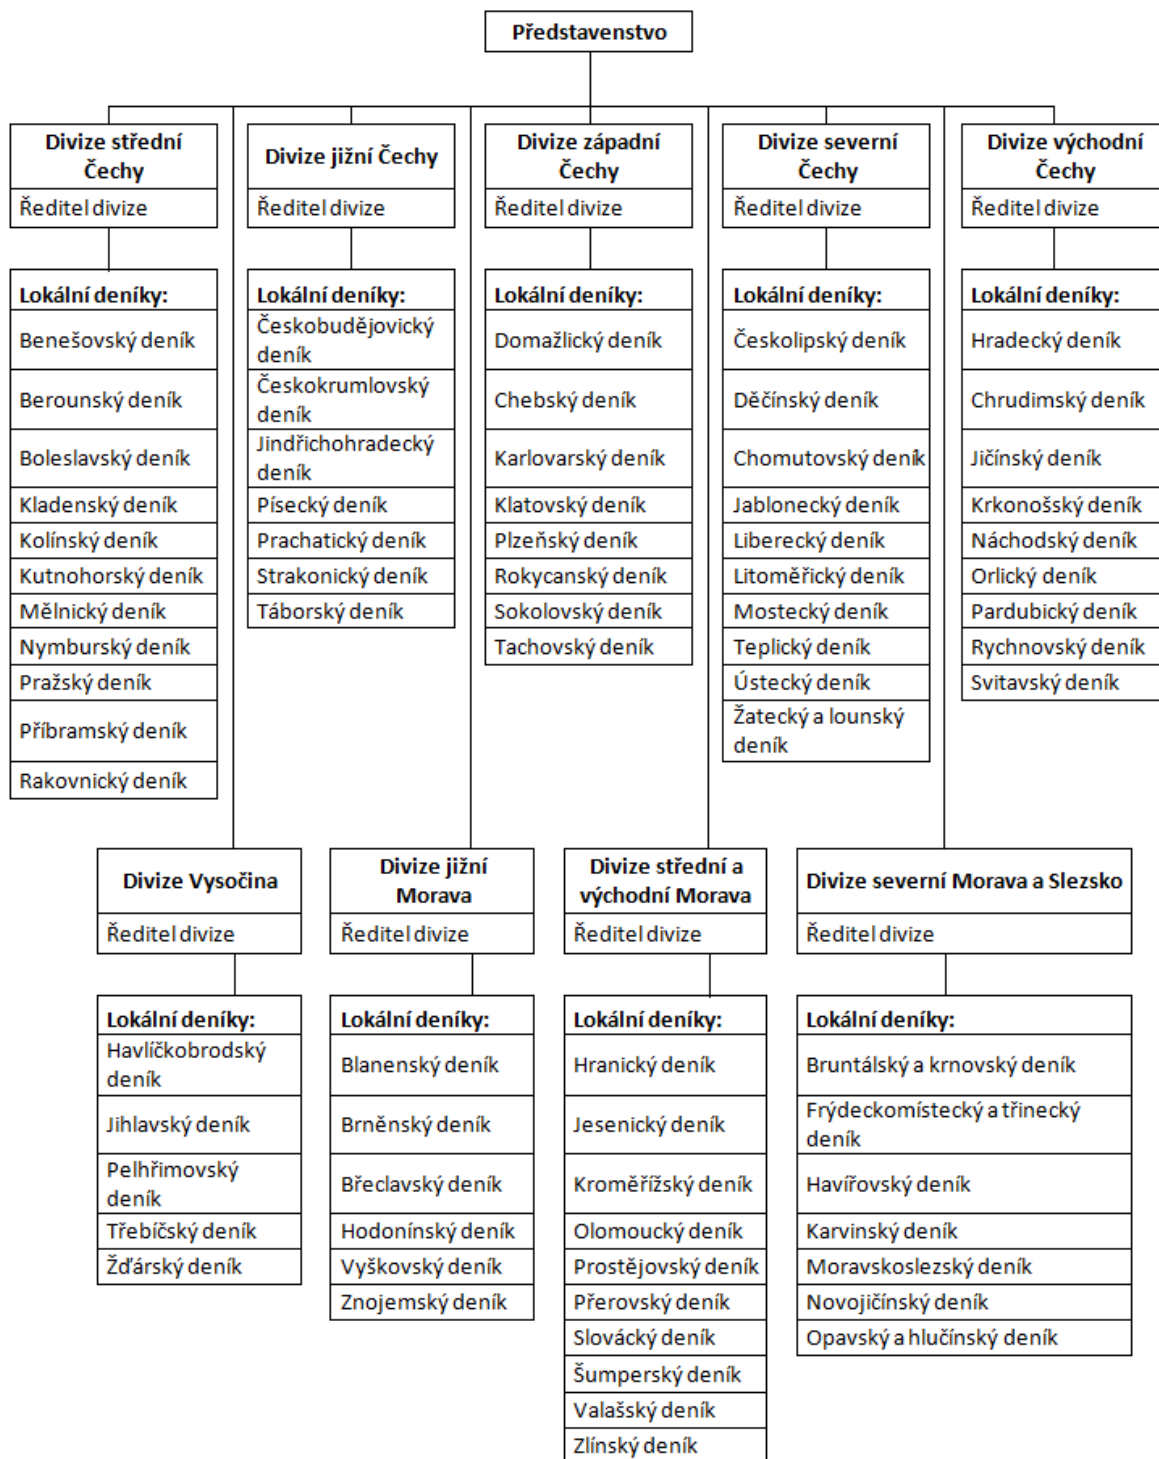 Představenstvo
Divize střední
Čechy
Ředitel divize
Lokální deníky:
Benešovský deník
Berounský deník
Boleslavský deník
Kladenský deník
Kolínský deník
Kutnohorský deník
Mělnický deník
Nymburský deník
Pražský deník
Příbramský deník
Rakovnický deník
Divize jižní Čechy
Ředitel divize
Lokální deníky:
Českobudějovický
deník
Českokrumlovský
deník
Jindřichohradecký
deník
Písecký deník
Prachatický deník
Strakonický deník
Táborský deník
Divize západní
Čechy
Ředitel divize
Lokální deníky:
Domažlický deník
Chebský deník
Karlovarský deník
Klatovský deník
Plzeňský deník
Rokycanský deník
Sokolovský deník
Tachovský deník
Divize severní
Čechy
Ředitel divize
Lokální deníky:
Českolipský deník
Děčínský deník
Chomutovský deník
Jablonecký deník
Liberecký deník
Litoměřický deník
Mostecký deník
Teplický deník
Ústecký deník
Žatecký a lounský
deník
Divize východní
Čechy
Ředitel divize
Lokální deníky:
Hradecký deník
Chrudimský deník
Jičínský deník
Krkonošský deník
Náchodský deník
Orlický deník
Pardubický deník
Rychnovský deník
Svitavský deník
Divize Vysočina
Ředitel divize
Lokální deníky:
Havlíčkobrodský
deník
Jihlavský deník
Pelhřimovský
deník
Třebíčský deník
Žďárský deník
Divize jižní
Morava
Ředitel divize
Lokální deníky:
Blanenský deník
Brněnský deník
Břeclavský deník
Hodonínský deník
Vyškovský deník
Znojemský deník
Divize střední a
východní Morava
Ředitel divize
Lokální deníky:
Hranický deník
Jesenický deník
Kroměřížský deník
Olomoucký deník
Prostějovský deník
Přerovský deník
Slovácký deník
Šumperský deník
Valašský deník
Zlínský deník
Divize severní Morava a Slezsko
Ředitel divize
Lokální deníky:
Bruntálský a krnovský deník
Frýdeckomístecký a třinecký
deník
Havířovský deník
Karvinský deník
Moravskoslezský deník
Novojičínský deník
Opavský a hlučínský deník